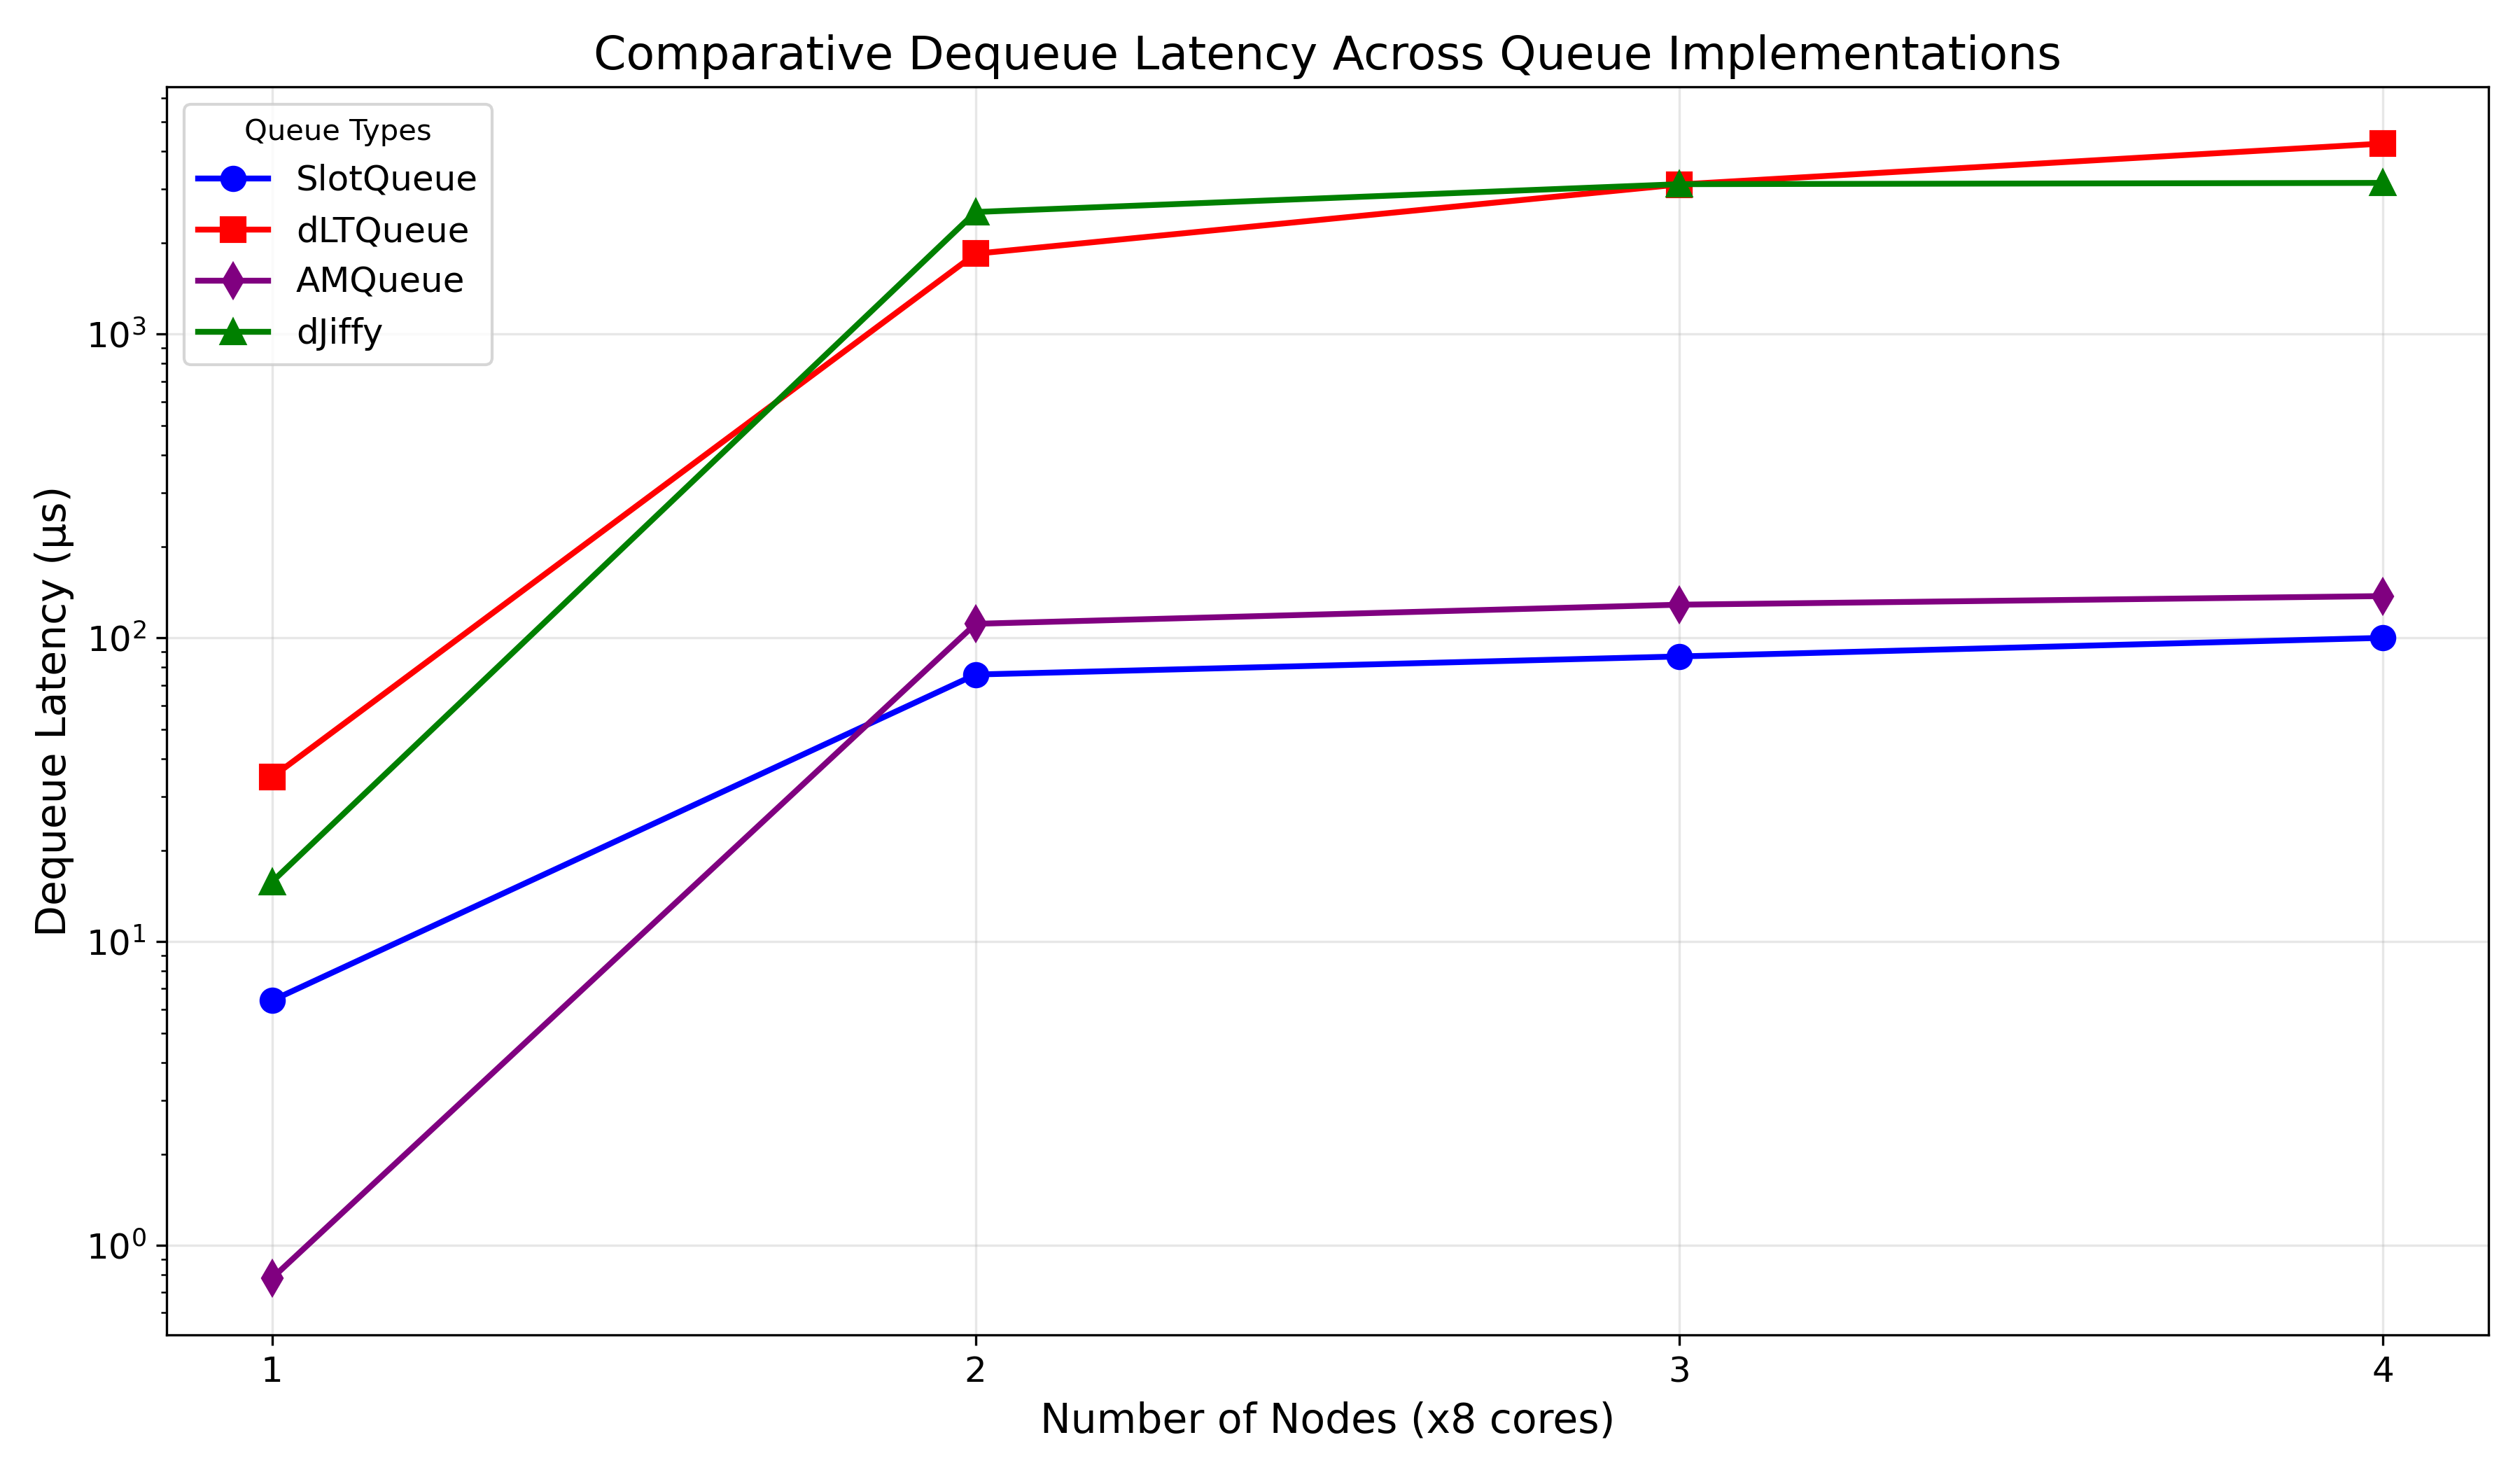 Comparative Dequeue Latency Across Queue Implementations
Queue Types
SlotQueue
dLTQueue
AMQueue
dJiffy
Dequeue Latency (µs)
10³
10²
10¹
10⁰
1
2
3
4
Number of Nodes (x8 cores)